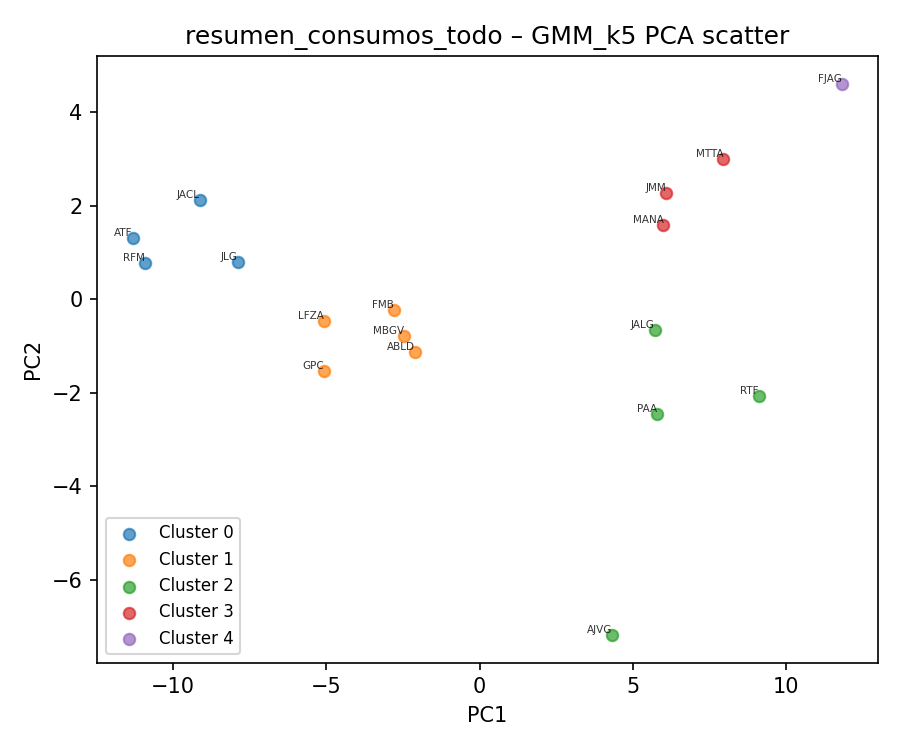 resumen_consumos_todo – GMM_k5 PCA scatter
FJAG
MTTA
JMM
MANA
JACL
ATF
RFM
JLG
FMB
LFZA
MBGV
ABLD
GPC
JALG
RTF
PAA
AJVG
4
2
0
−2
−4
−6
PC2
Cluster 0
Cluster 1
Cluster 2
Cluster 3
Cluster 4
−10
−5
0
5
10
PC1